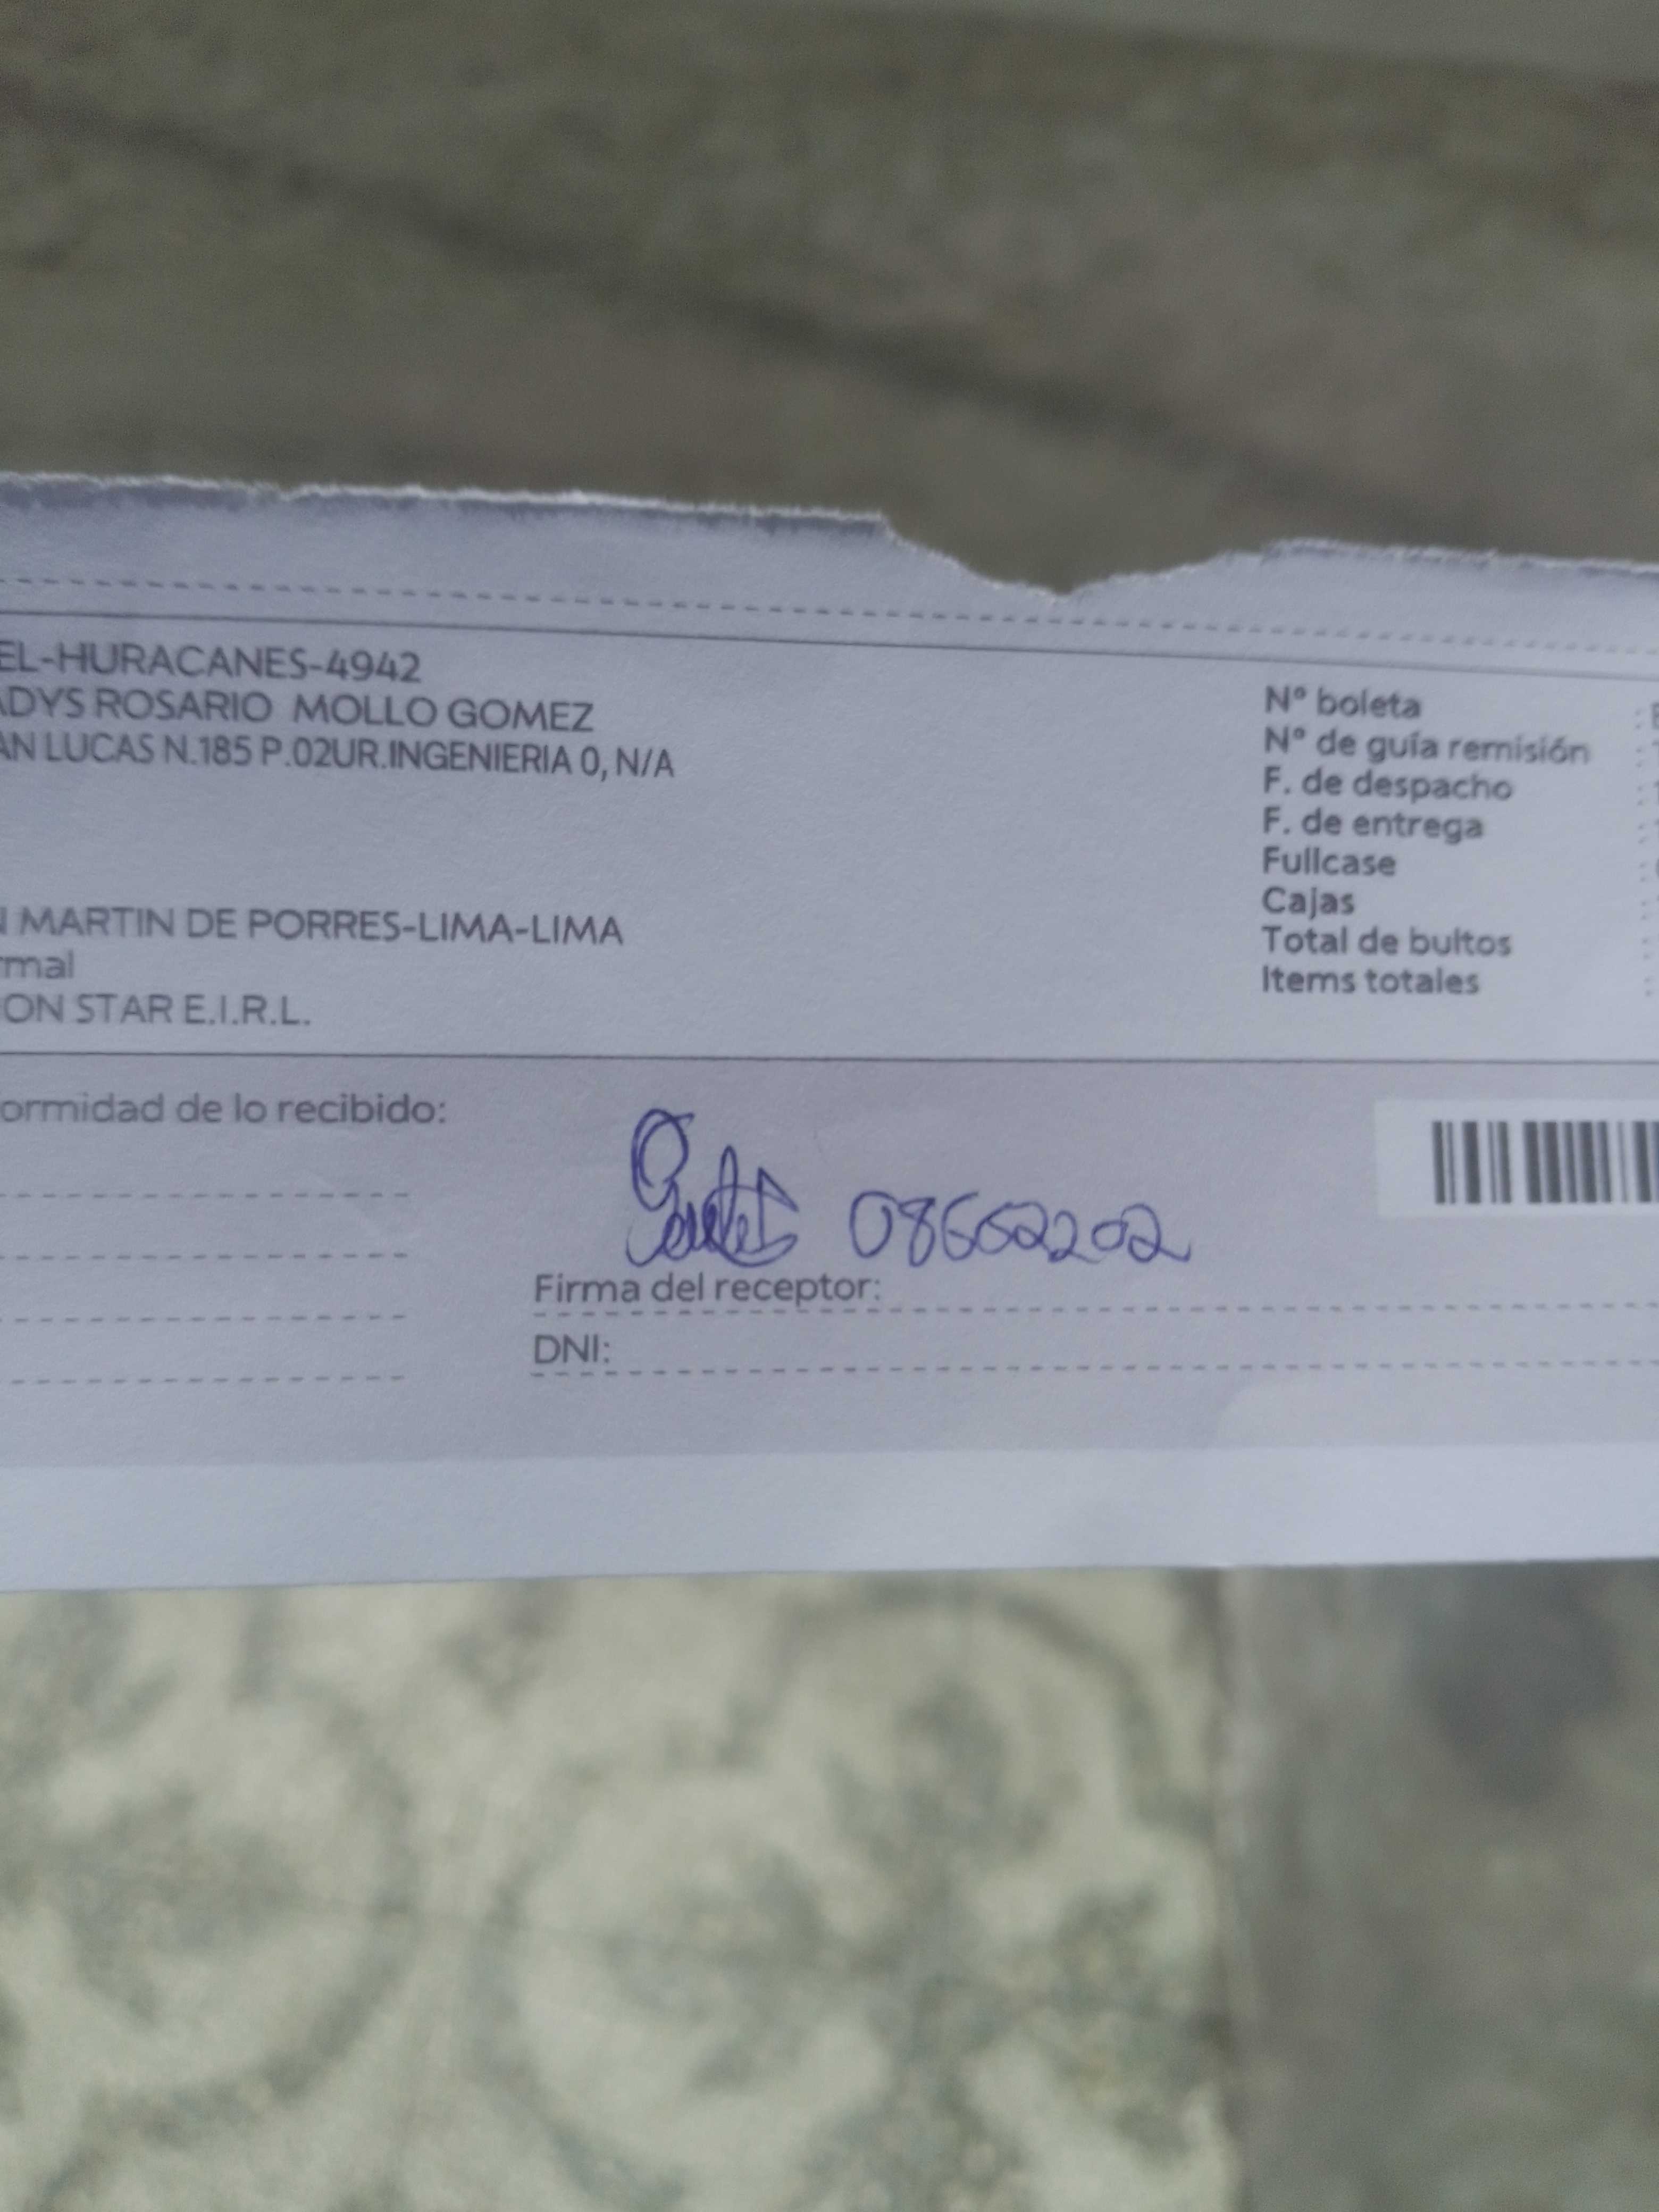 EL-HURACANES-4942
ADYS ROSARIO MOLLO GOMEZ
AN LUCAS N.185 P.02UR.INGENIERIA 0, N/A
N MARTIN DE PORRES-LIMA-LIMA
rmal
ON STAR E.I.R.L.
N° boleta :
N° de guía remisión :
F. de despacho :
F. de entrega :
Fullcase :
Cajas :
Total de bultos :
Items totales :
ormidad de lo recibido:
08662202
Firma del receptor:
DNI: